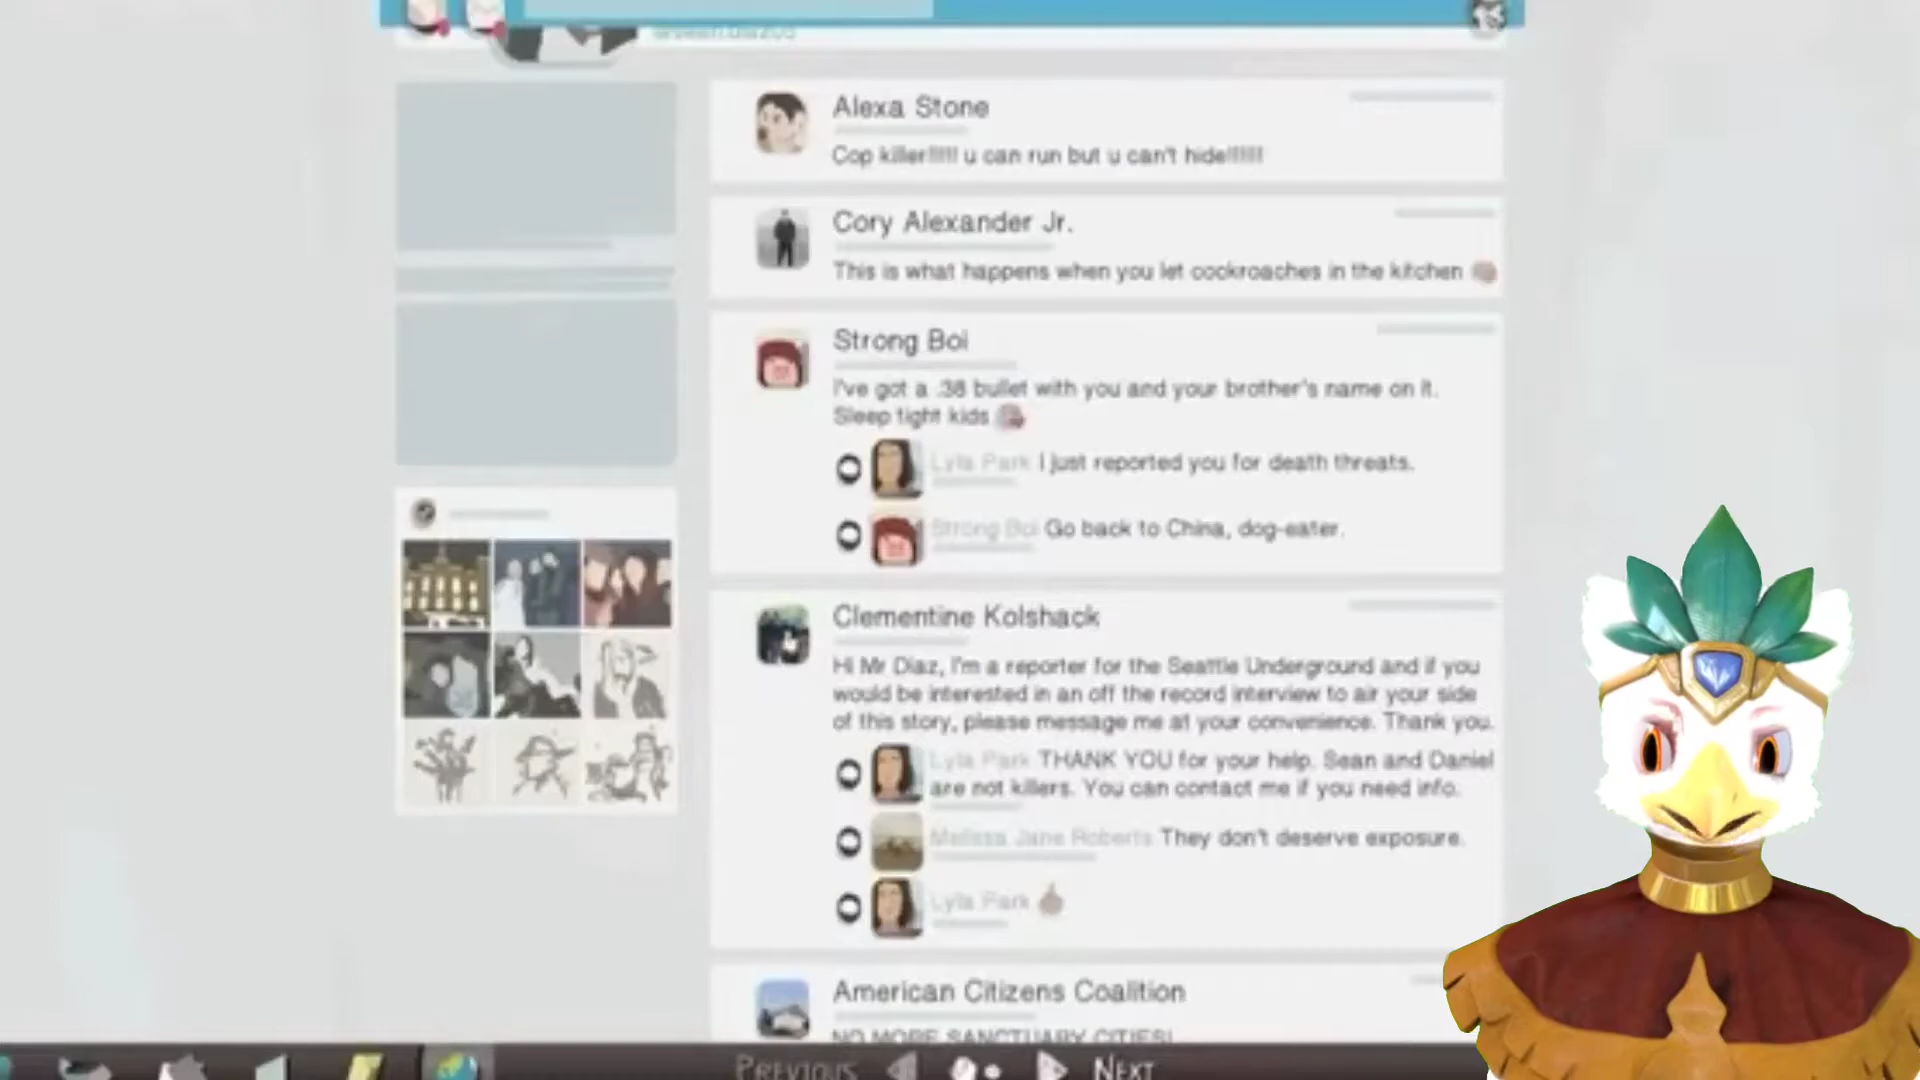 Alexa Stone
Cop killer!!!!! u can run but u can't hide!!!!!!
Cory Alexander Jr.
This is what happens when you let cockroaches in the kitchen
Strong Boi
I've got a .38 bullet with you and your brother's name on it.
Sleep tight kids
Lyla Park I just reported you for death threats.
Strong Boi Go back to China, dog-eater.
Clementine Kolshack
Hi Mr Diaz, I'm a reporter for the Seattle Underground and if you
would be interested in an off the record interview to air your side
of this story, please message me at your convenience. Thank you.
Lyla Park THANK YOU for your help. Sean and Daniel
are not killers. You can contact me if you need info.
Melissa Jane Roberts They don't deserve exposure.
Lyla Park
American Citizens Coalition
NO MORE SANCTUARY CITIES!
PREVIOUS
NEXT